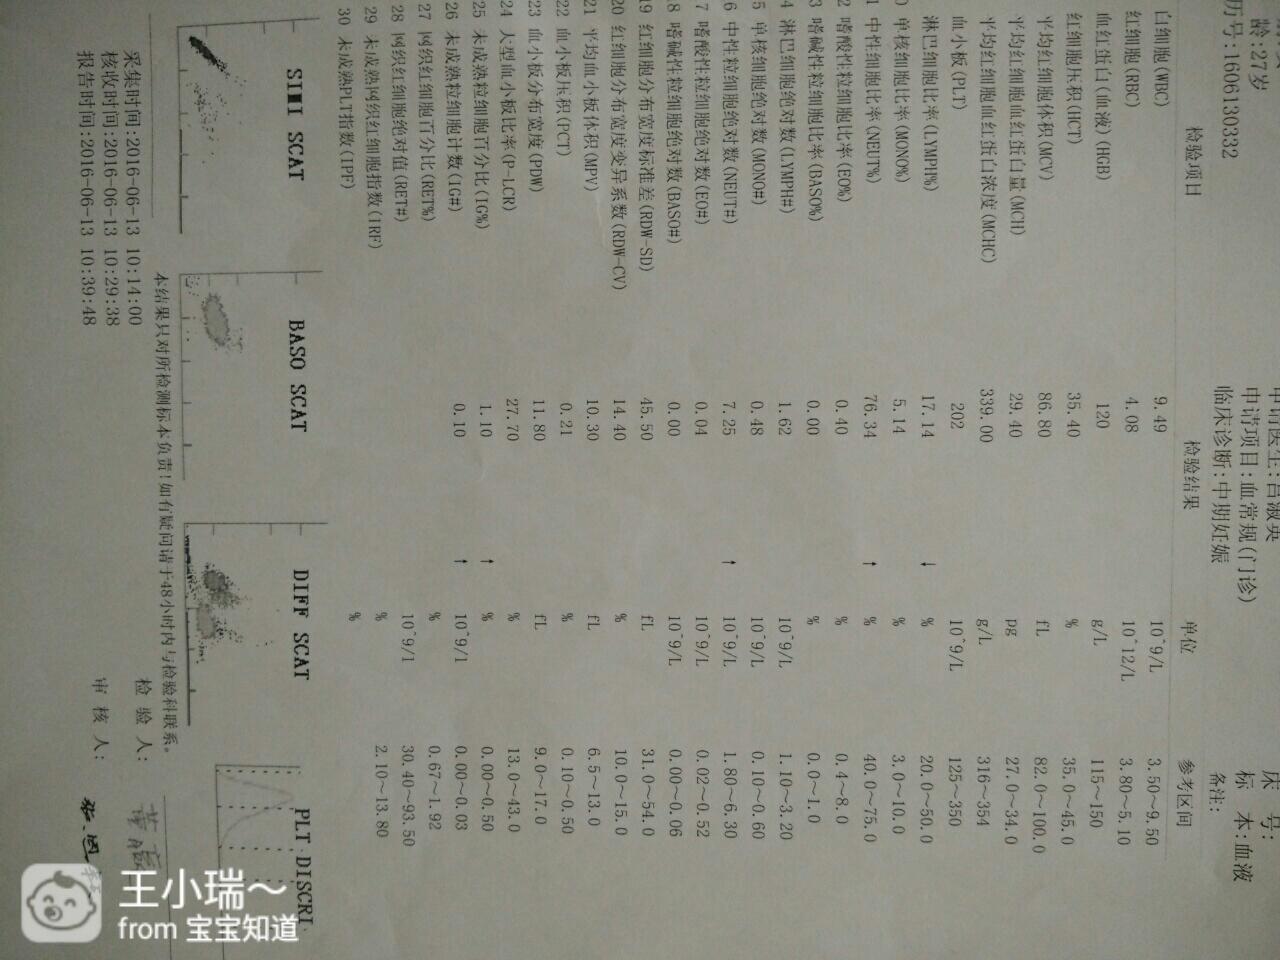 龄:27岁
历号:1606130332
申请医生:吕淑英
申请项目:血常规(门诊)
临床诊断:中期妊娠
床 号:
标 本:血液
备注:
检验项目 检验结果 单位 参考区间
白细胞(WBC) 9.49 10^9/L 3.50~9.50
红细胞(RBC) 4.08 10^12/L 3.80~5.10
血红蛋白(血液)(HGB) 120 g/L 115~150
红细胞压积(HCT) 35.40 % 35.0~45.0
平均红细胞体积(MCV) 86.80 fL 82.0~100.0
平均红细胞血红蛋白量(MCH) 29.40 pg 27.0~34.0
平均红细胞血红蛋白浓度(MCHC) 339.00 g/L 316~354
血小板(PLT) 202 10^9/L 125~350
淋巴细胞比率(LYMPH%) 17.14 ↓ % 20.0~50.0
0 单核细胞比率(MONO%) 5.14 % 3.0~10.0
1 中性细胞比率(NEUT%) 76.34 ↑ % 40.0~75.0
2 嗜酸性粒细胞比率(EO%) 0.40 % 0.4~8.0
3 嗜碱性粒细胞比率(BASO%) 0.00 % 0.0~1.0
4 淋巴细胞绝对数(LYMPH#) 1.62 10^9/L 1.10~3.20
5 单核细胞绝对数(MONO#) 0.48 10^9/L 0.10~0.60
6 中性粒细胞绝对数(NEUT#) 7.25 ↑ 10^9/L 1.80~6.30
7 嗜酸性粒细胞绝对数(EO#) 0.04 10^9/L 0.02~0.52
8 嗜碱性粒细胞绝对数(BASO#) 0.00 10^9/L 0.00~0.06
19 红细胞分布宽度标准差(RDW-SD) 45.50 fL 31.0~54.0
20 红细胞分布宽度变异系数(RDW-CV) 14.40 % 10.0~15.0
21 平均血小板体积(MPV) 10.30 fL 6.5~13.0
22 血小板压积(PCT) 0.21 % 0.10~0.50
23 血小板分布宽度(PDW) 11.80 fL 9.0~17.0
24 大型血小板比率(P-LCR) 27.70 % 13.0~43.0
25 未成熟粒细胞百分比(IG%) 1.10 ↑ % 0.00~0.50
26 未成熟粒细胞计数(IG#) 0.10 ↑ 10^9/l 0.00~0.03
27 网织红细胞百分比(RET%) % 0.67~1.92
28 网织红细胞绝对值(RET#) 10^9/l 30.40~93.50
29 未成熟网织红细胞指数(IRF) % 2.10~13.80
30 未成熟PLT指数(IPF) %
SIMI SCAT BASO SCAT DIFF SCAT PLT DISCRI
本结果只对所检测标本负责!如有疑问请于48小时内与检验科联系。
采集时间:2016-06-13 10:14:00
核收时间:2016-06-13 10:29:38
报告时间:2016-06-13 10:39:48
检 验 人:
审 核 人:
王小瑞~
from 宝宝知道